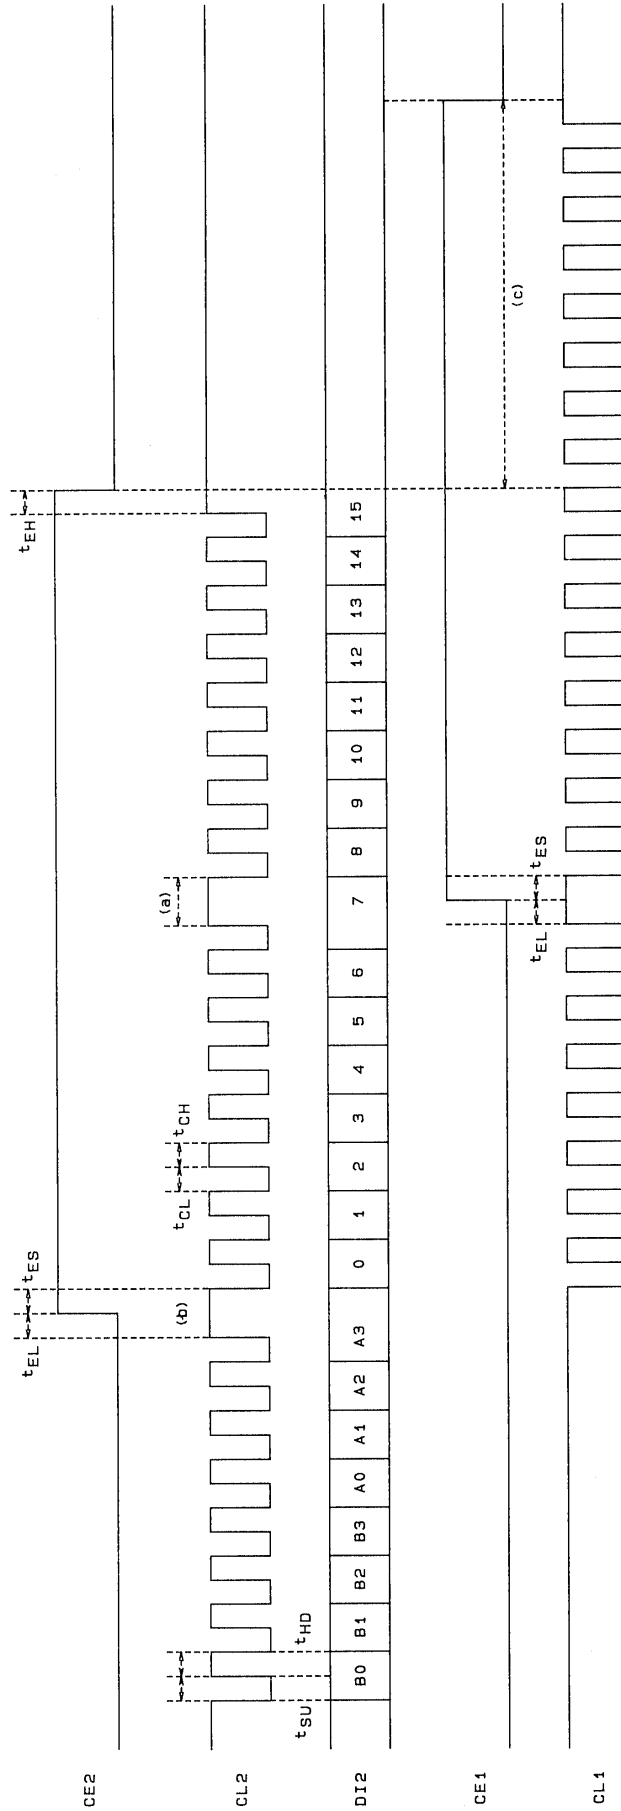 CE2
tEL
tES
tEH
CL2
(b)
tCL
tCH
(a)
tSU
tHD
DI2
B0 B1 B2 B3 A0 A1 A2 A3 0 1 2 3 4 5 6 7 8 9 10 11 12 13 14 15
CE1
(c)
tEL
tES
CL1